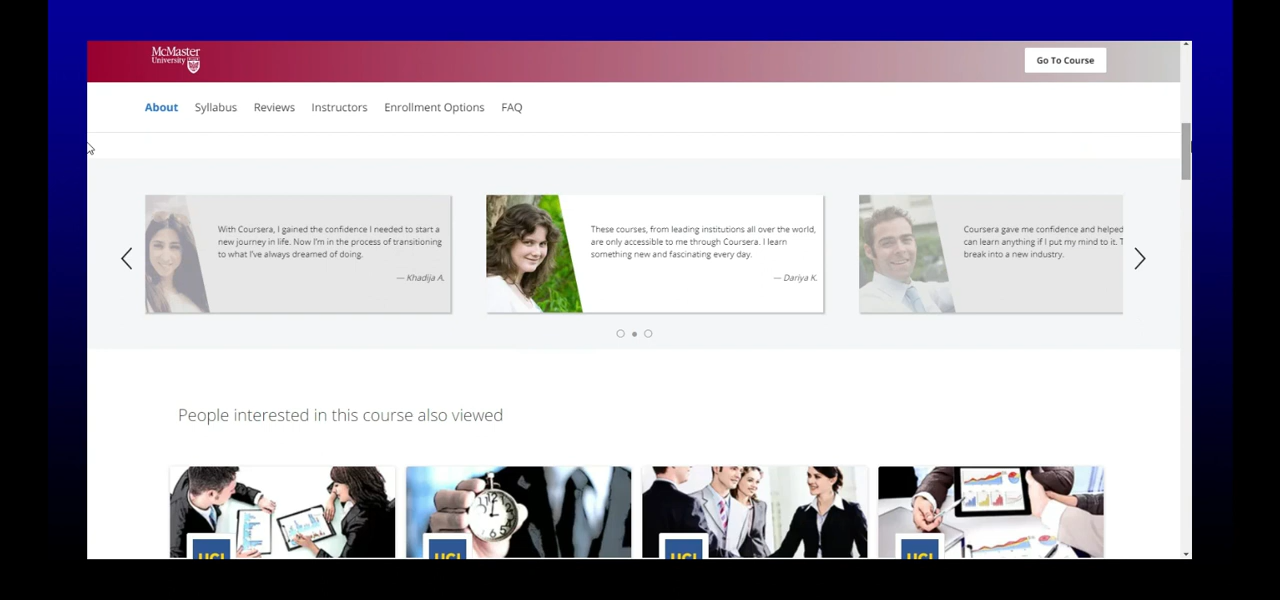 McMaster
University
Go To Course
About Syllabus Reviews Instructors Enrollment Options FAQ
With Coursera, I gained the confidence I needed to start a
new journey in life. Now I'm in the process of transitioning
to what I've always dreamed of doing.
— Khadija A.
These courses, from leading institutions all over the world,
are only accessible to me through Coursera. I learn
something new and fascinating every day.
— Dariya K.
Coursera gave me confidence and helped
can learn anything if I put my mind to it. T
break into a new industry.
People interested in this course also viewed
UCI UCI UCI UCI